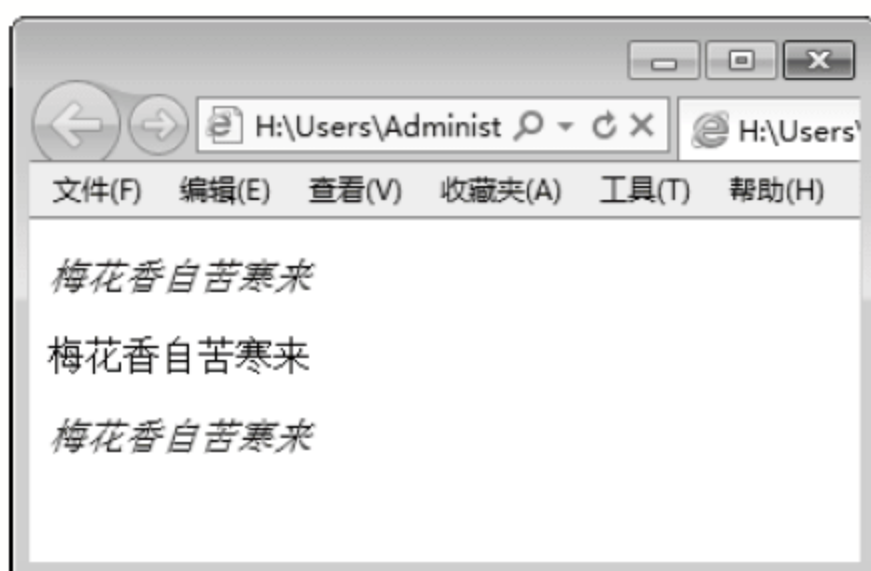 H:\Users\Administ
H:\Users\
文件(F) 编辑(E) 查看(V) 收藏夹(A) 工具(T) 帮助(H)
梅花香自苦寒来
梅花香自苦寒来
梅花香自苦寒来